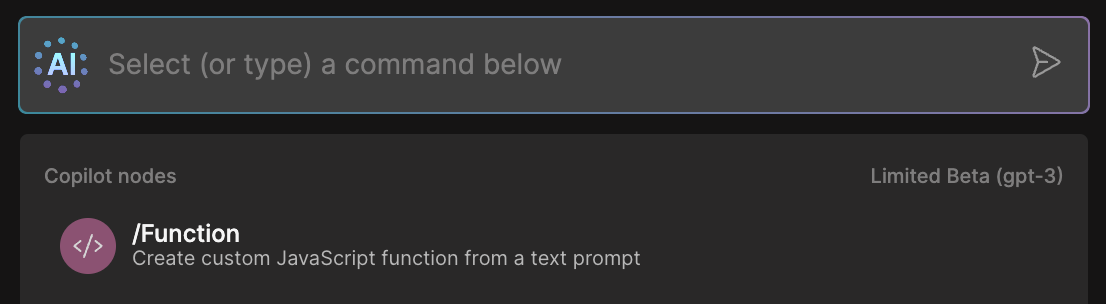 AI Select (or type) a command below
Copilot nodes Limited Beta (gpt-3)
</> /Function
Create custom JavaScript function from a text prompt